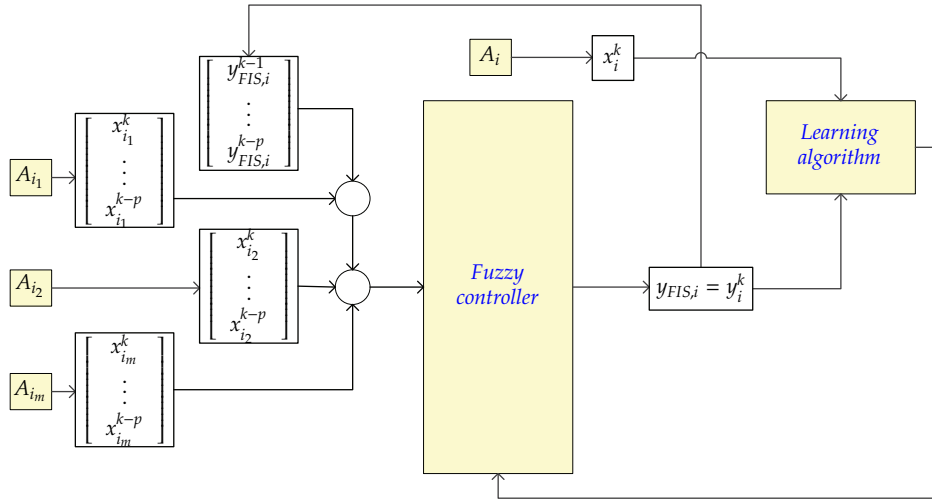 A_i
x_i^k
y_{FIS,i}^{k-1}
⋮
y_{FIS,i}^{k-p}
x_{i_1}^k
⋮
x_{i_1}^{k-p}
A_{i_1}
Learning
algorithm
x_{i_2}^k
⋮
x_{i_2}^{k-p}
A_{i_2}
Fuzzy
controller
y_{FIS,i} = y_i^k
x_{i_m}^k
⋮
x_{i_m}^{k-p}
A_{i_m}